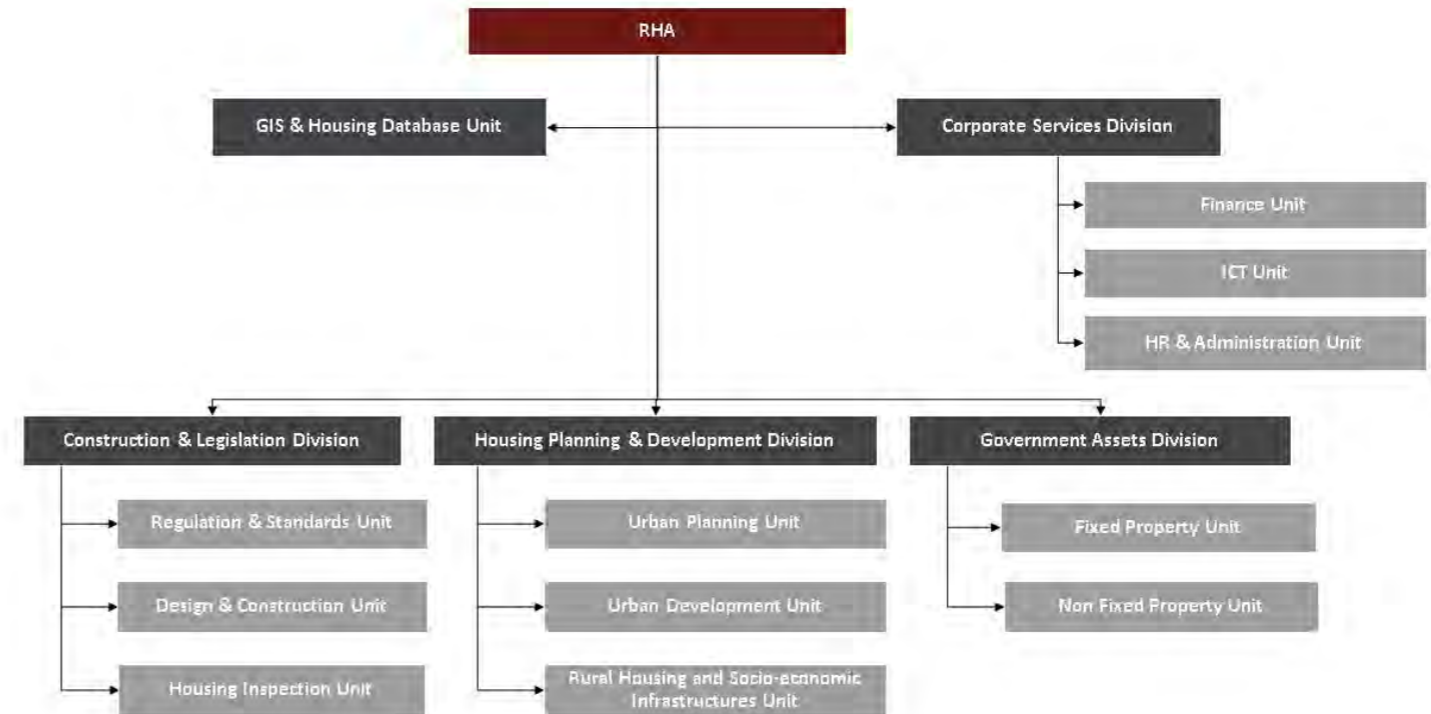 RHA
GIS & Housing Database Unit
Corporate Services Division
Finance Unit
ICT Unit
HR & Administration Unit
Construction & Legislation Division
Housing Planning & Development Division
Government Assets Division
Regulation & Standards Unit
Urban Planning Unit
Fixed Property Unit
Design & Construction Unit
Urban Development Unit
Non Fixed Property Unit
Housing Inspection Unit
Rural Housing and Socio-economic
Infrastructures Unit